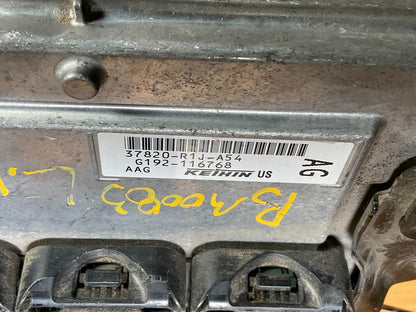 37820-R1J-A54
G192-116768
AAG KEIHIN US
AG